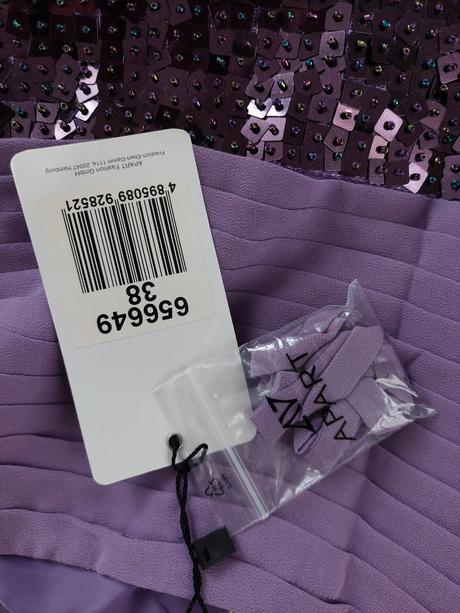 656649
38
4 895089 928521
APART Fashion GmbH
Friedrich-Ebert-Damm 111a, 22047 Hamburg
APART